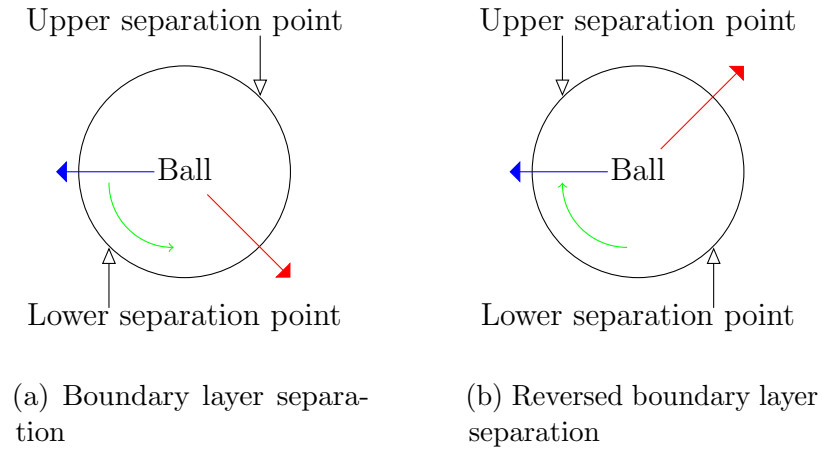 Upper separation point
Ball
Lower separation point
(a) Boundary layer separa-
tion
Upper separation point
Ball
Lower separation point
(b) Reversed boundary layer
separation